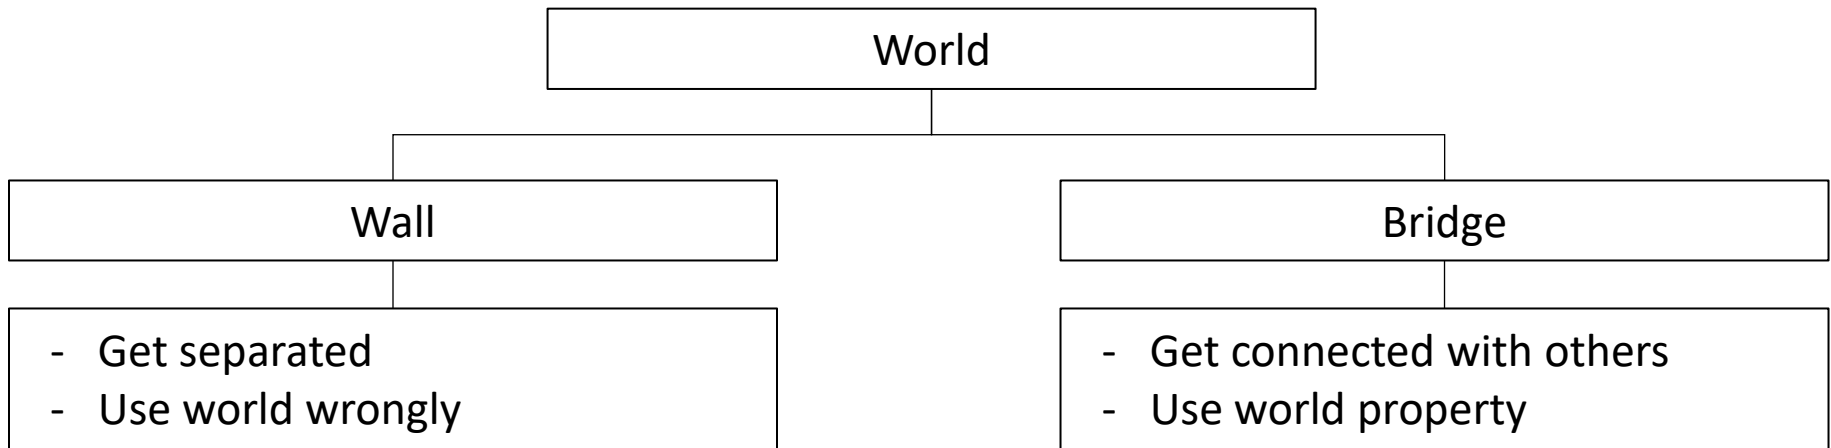 World
Wall
Bridge
- Get separated
- Use world wrongly
- Get connected with others
- Use world property